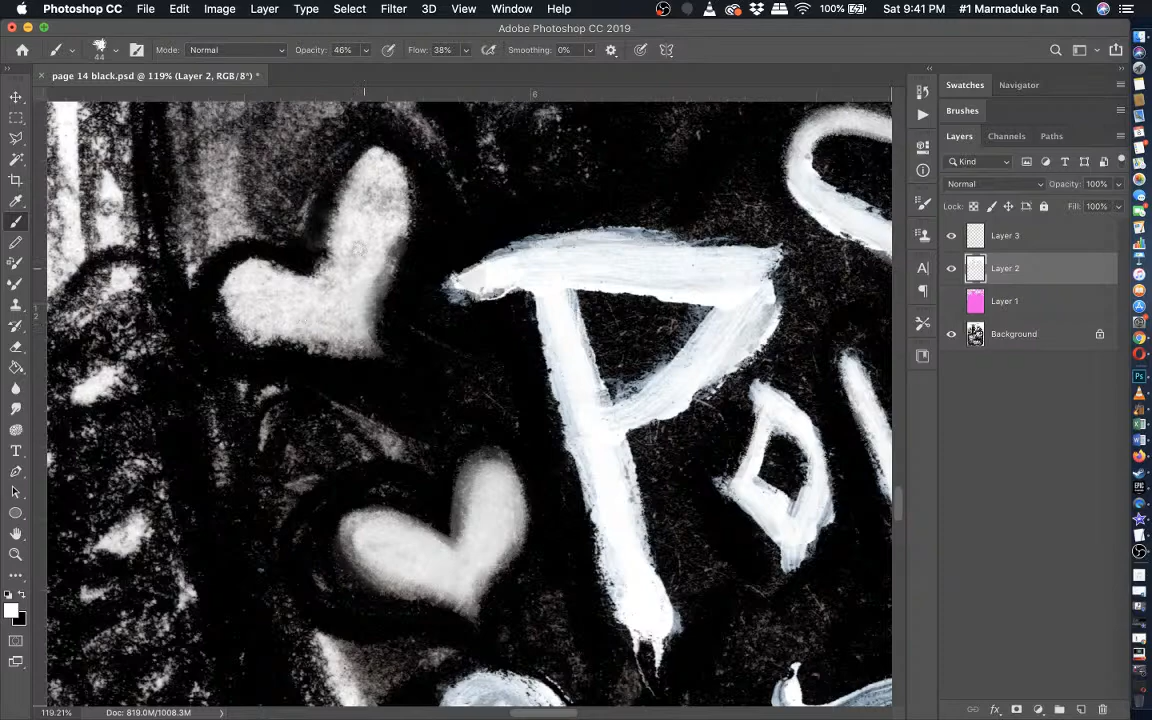 Photoshop CC File Edit Image Layer Type Select Filter 3D View Window Help 100% Sat 9:41 PM #1 Marmaduke Fan
Adobe Photoshop CC 2019
44 Mode: Normal Opacity: 46% Flow: 38% Smoothing: 0%
page 14 black.psd @ 119% (Layer 2, RGB/8*) *
6
Swatches Navigator
Brushes
Layers Channels Paths
Kind
Normal Opacity: 100%
Lock: Fill: 100%
Layer 3
Layer 2
Layer 1
Background
119.21% Doc: 819.0M/1008.3M